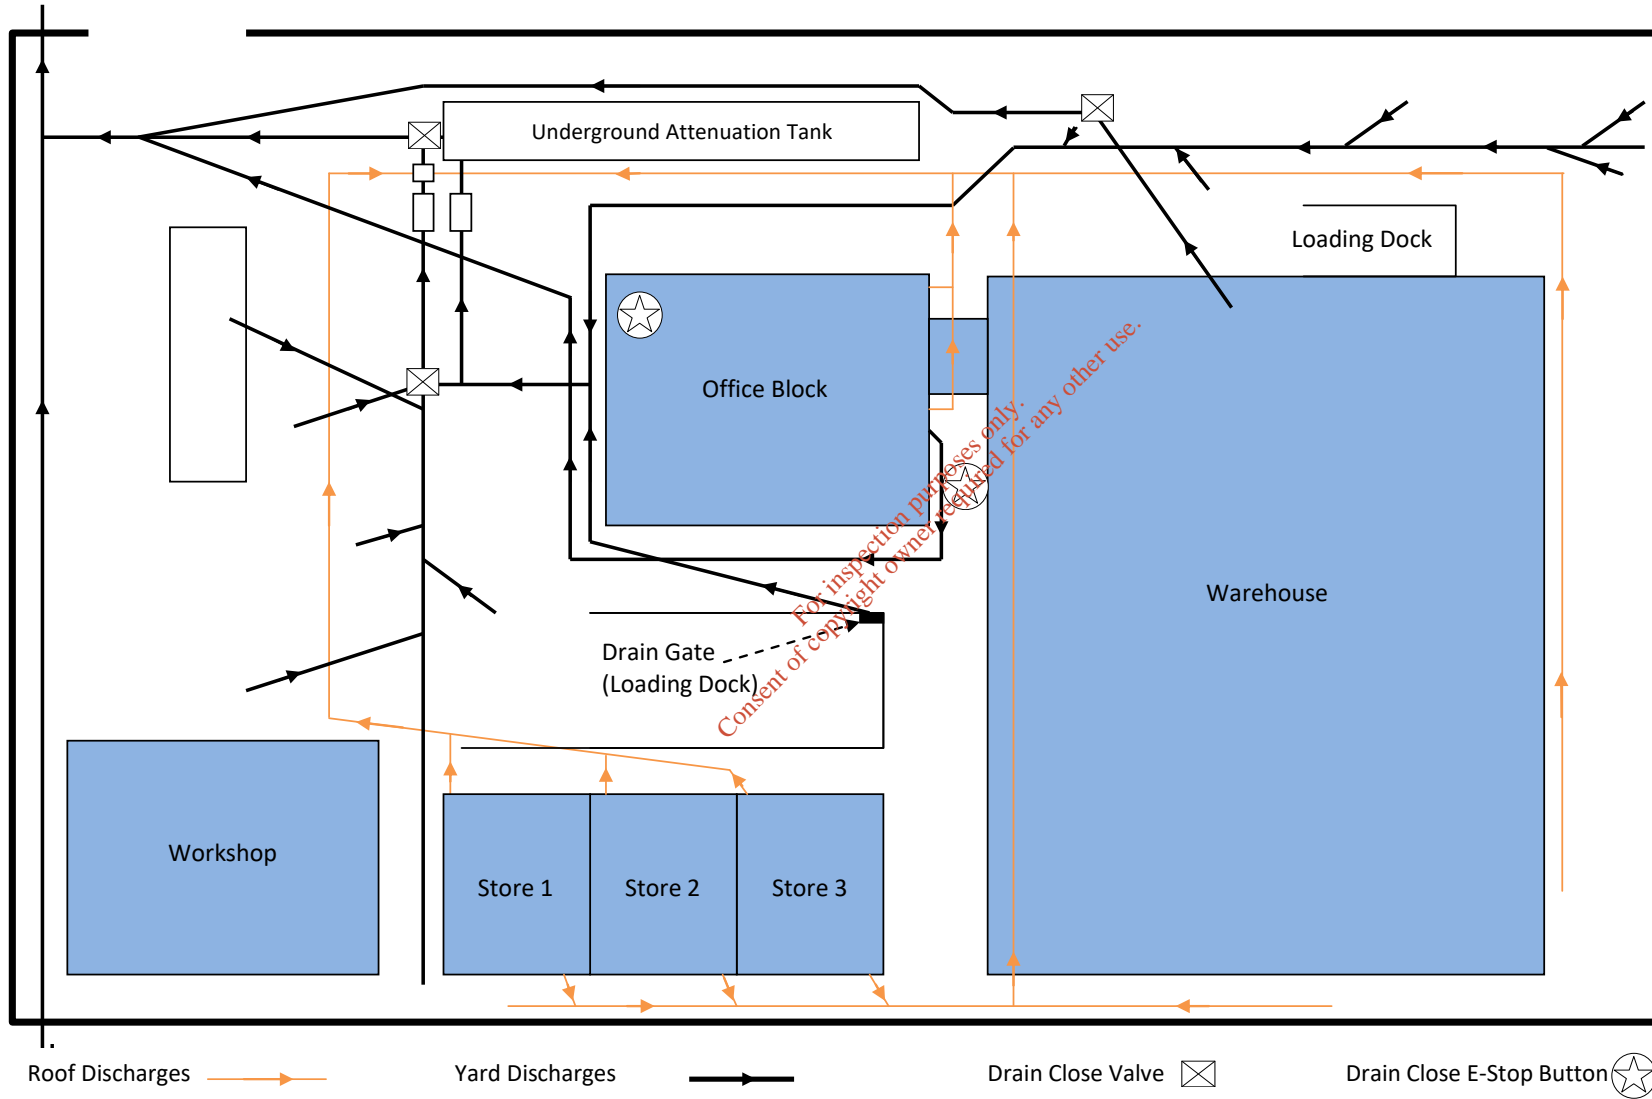 Underground Attenuation Tank
Loading Dock
Office Block
For inspection purposes only.
Consent of copyright owner required for any other use.
Warehouse
Drain Gate
(Loading Dock)
Workshop
Store 1
Store 2
Store 3
Roof Discharges
Yard Discharges
Drain Close Valve
Drain Close E-Stop Button